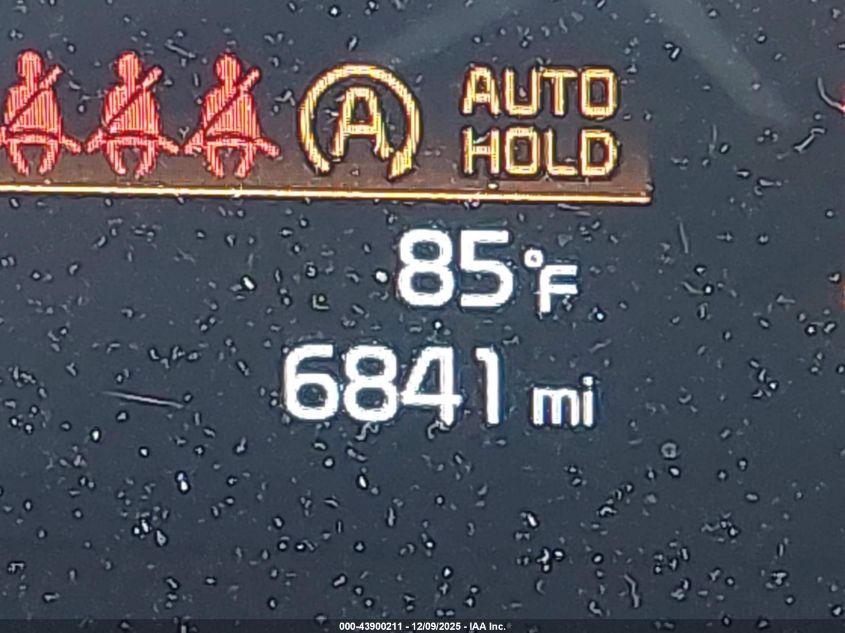 A
AUTO
HOLD
85°F
6841 mi
000-43900211 - 12/09/2025 - IAA Inc.